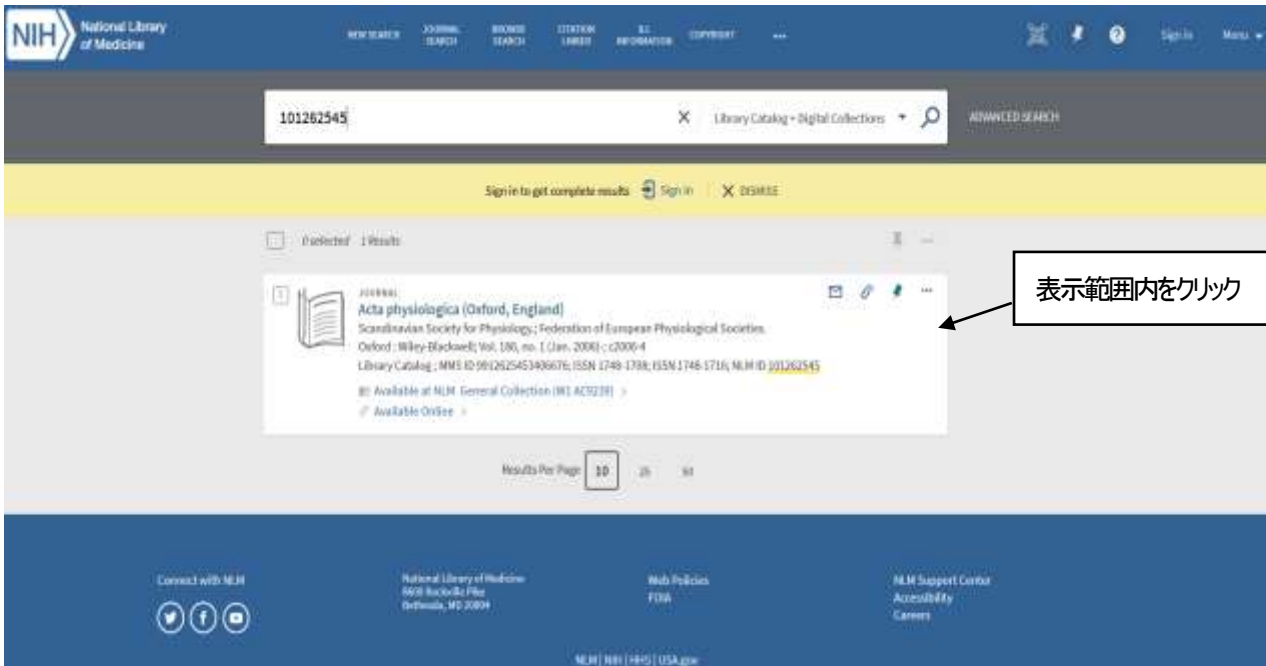 NIH
National Library
of Medicine
NEW SEARCH
JOURNAL
SEARCH
BROWSE
SEARCH
CITATION
LINKER
ILL
INFORMATION
COPYRIGHT
...
Sign in
Menu
101262545
Library Catalog + Digital Collections
ADVANCED SEARCH
Sign in to get complete results
Sign in
DISMISS
0 selected
1 Results
...
1
JOURNAL
Acta physiologica (Oxford, England)
Scandinavian Society for Physiology.; Federation of European Physiological Societies.
Oxford : Wiley-Blackwell; Vol. 186, no. 1 (Jan. 2006)-; c2006-
Library Catalog ; MMS ID 9912625453406676; ISSN 1748-1708; ISSN 1748-1716; NLM ID 101262545
Available at NLM General Collection (W1 AC9239)
Available Online
表示範囲内をクリック
Results Per Page
10
25
50
Connect with NLM
National Library of Medicine
8600 Rockville Pike
Bethesda, MD 20894
Web Policies
FOIA
NLM Support Center
Accessibility
Careers
NLM | NIH | HHS | USA.gov